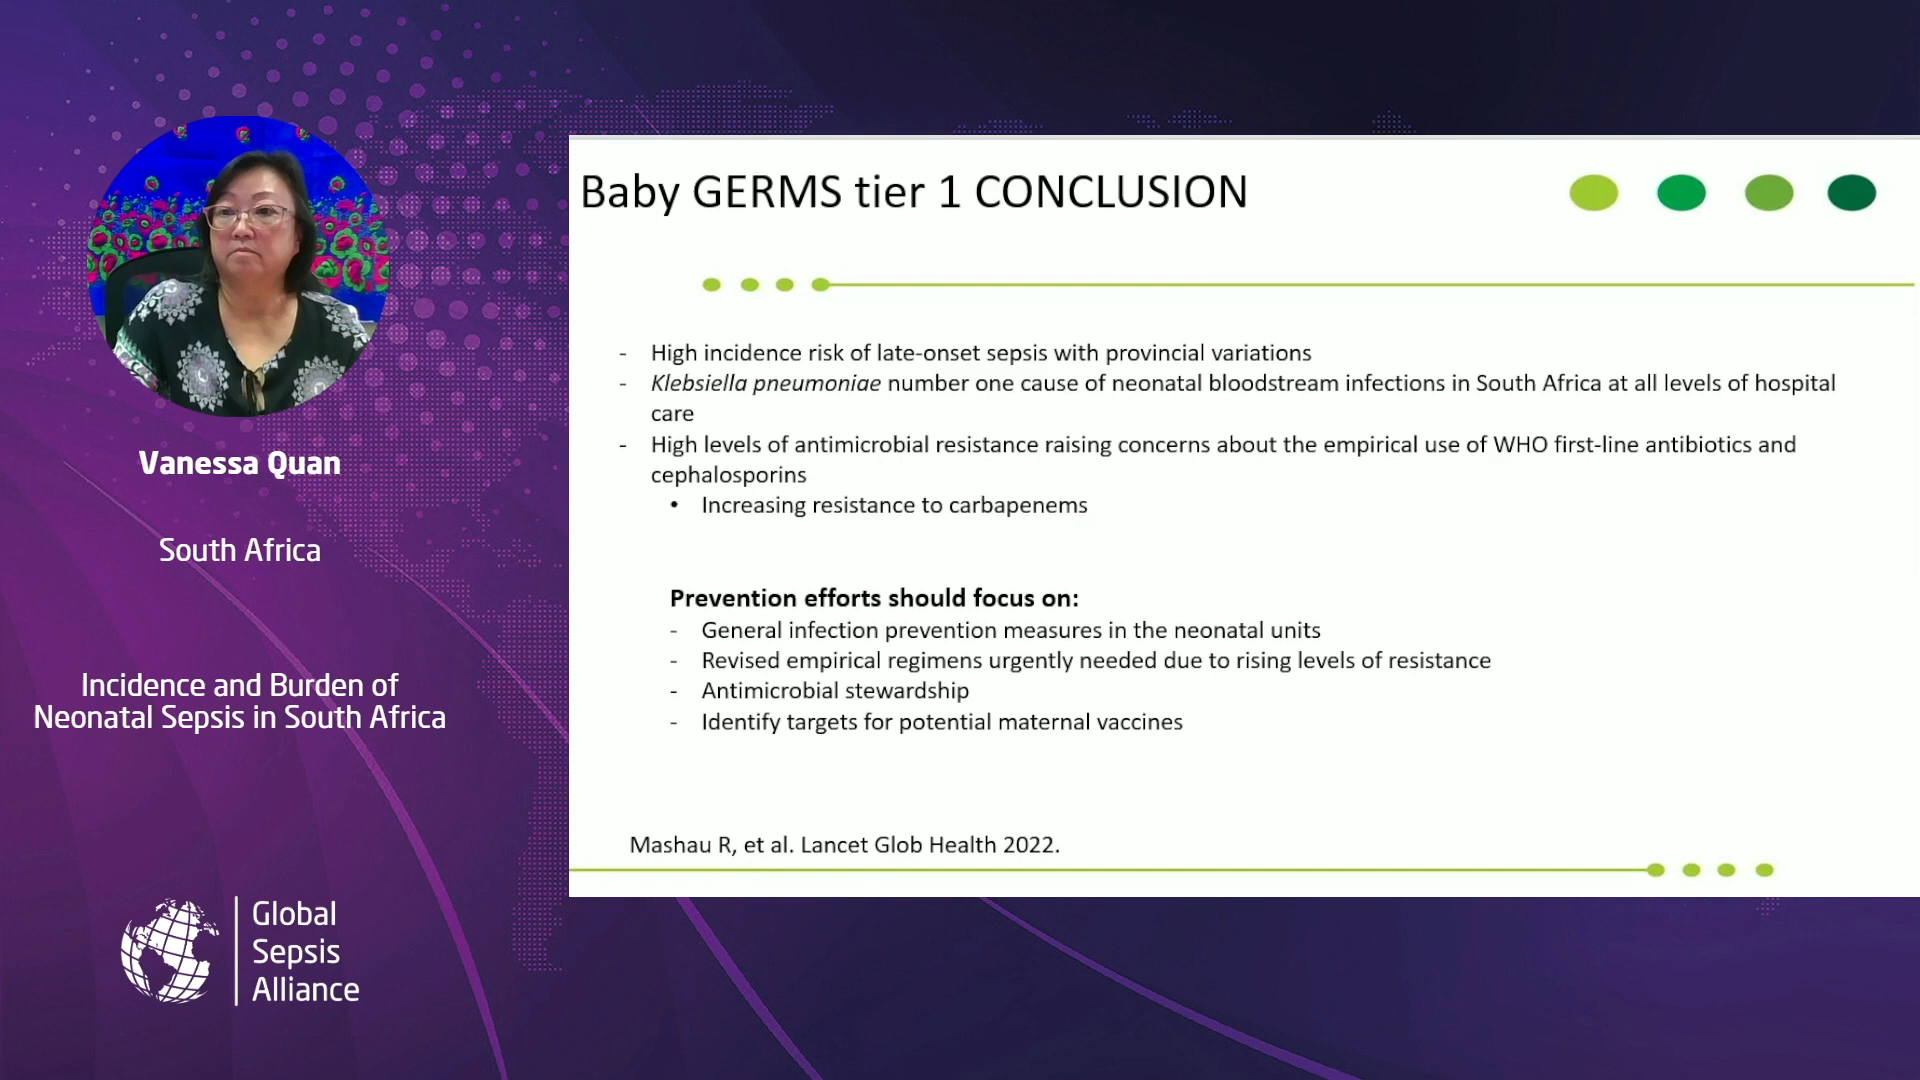 Vanessa Quan
South Africa
Incidence and Burden of
Neonatal Sepsis in South Africa
Global
Sepsis
Alliance
Baby GERMS tier 1 CONCLUSION
- High incidence risk of late-onset sepsis with provincial variations
- Klebsiella pneumoniae number one cause of neonatal bloodstream infections in South Africa at all levels of hospital
care
- High levels of antimicrobial resistance raising concerns about the empirical use of WHO first-line antibiotics and
cephalosporins
• Increasing resistance to carbapenems
Prevention efforts should focus on:
- General infection prevention measures in the neonatal units
- Revised empirical regimens urgently needed due to rising levels of resistance
- Antimicrobial stewardship
- Identify targets for potential maternal vaccines
Mashau R, et al. Lancet Glob Health 2022.